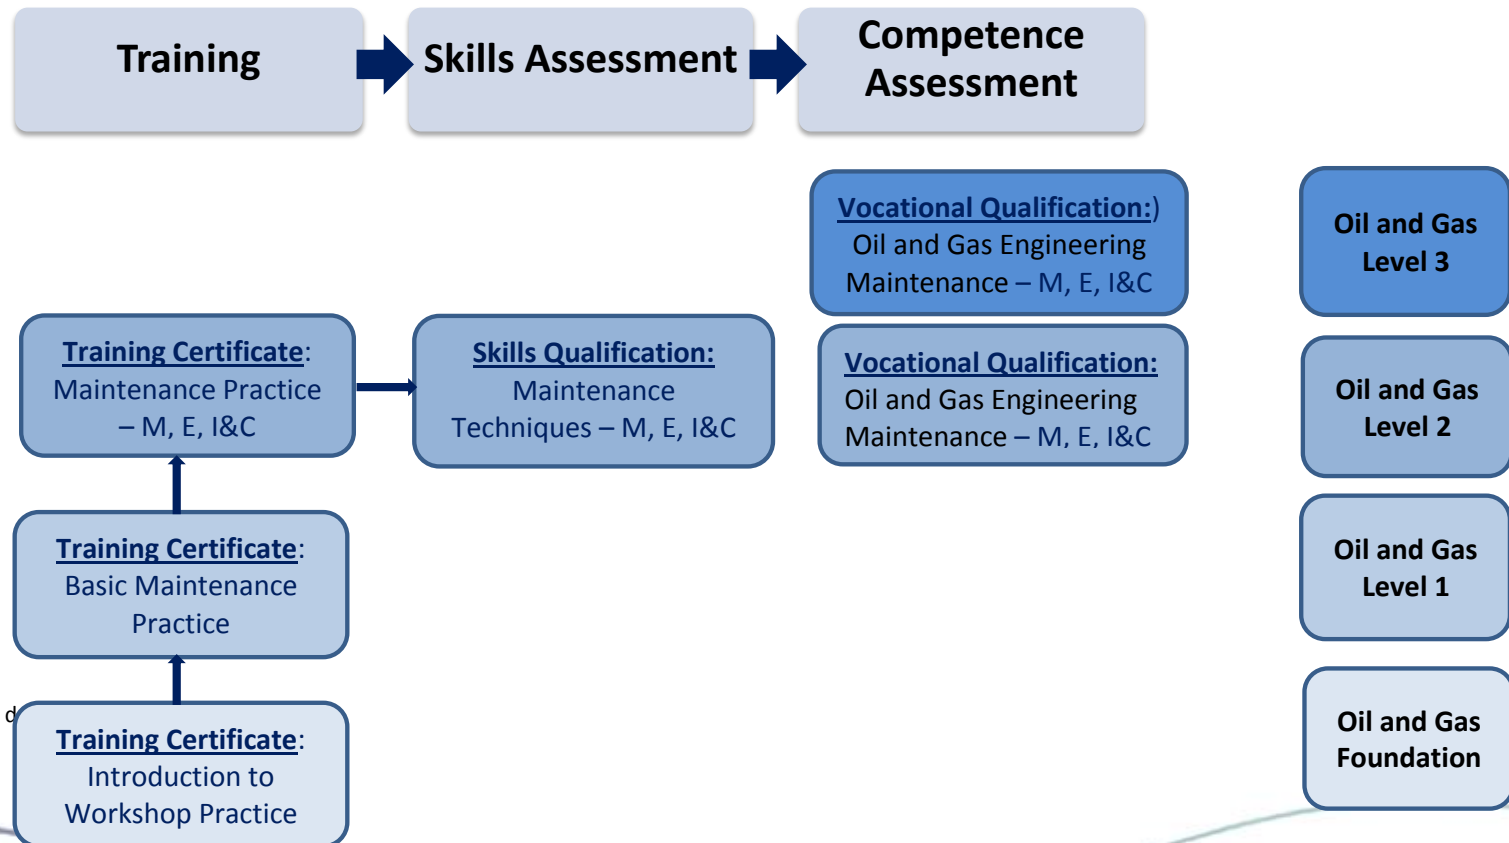 Training
Skills Assessment
Competence
Assessment
Vocational Qualification:)
Oil and Gas Engineering
Maintenance – M, E, I&C
Oil and Gas
Level 3
Training Certificate:
Maintenance Practice
– M, E, I&C
Skills Qualification:
Maintenance
Techniques – M, E, I&C
Vocational Qualification:
Oil and Gas Engineering
Maintenance – M, E, I&C
Oil and Gas
Level 2
Training Certificate:
Basic Maintenance
Practice
Oil and Gas
Level 1
d
Training Certificate:
Introduction to
Workshop Practice
Oil and Gas
Foundation